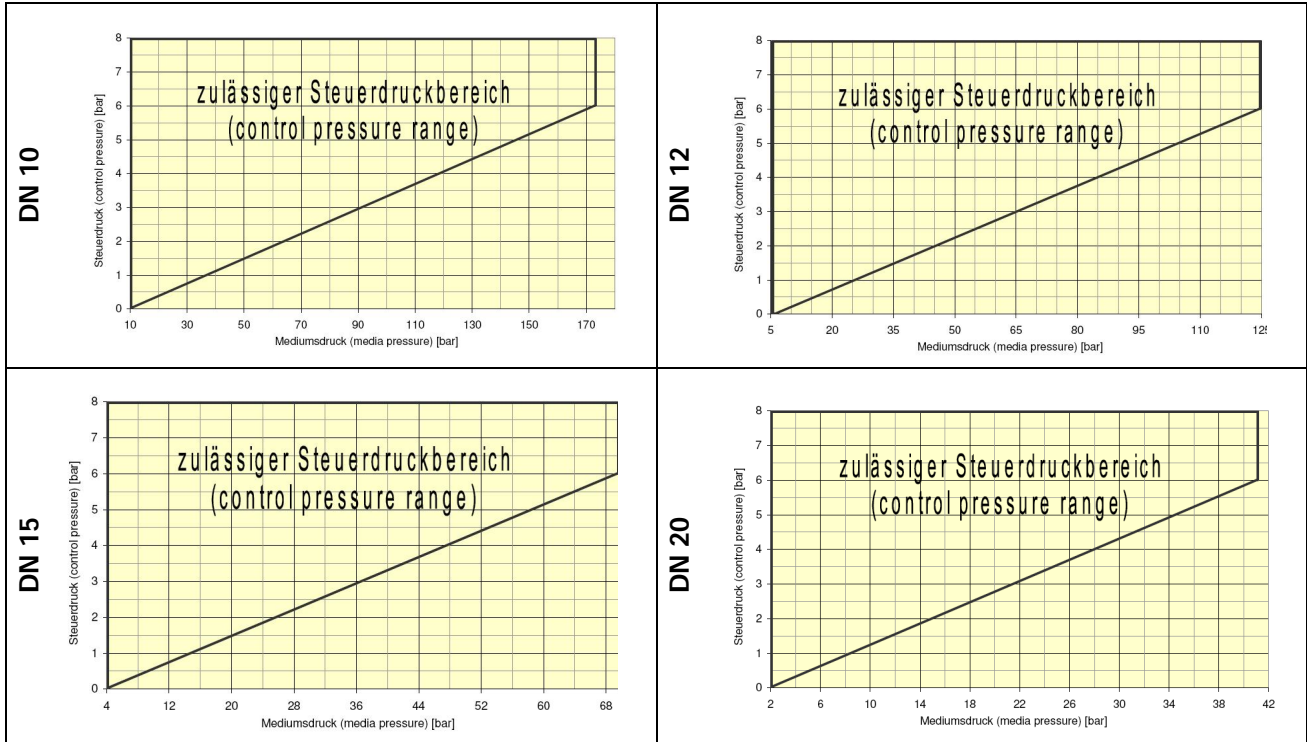 DN 10
Steuerdruck (control pressure) [bar]
8
7
6
5
4
3
2
1
0
zulässiger Steuerdruckbereich
(control pressure range)
10 30 50 70 90 110 130 150 170
Mediumsdruck (media pressure) [bar]
DN 12
Steuerdruck (control pressure) [bar]
8
7
6
5
4
3
2
1
0
zulässiger Steuerdruckbereich
(control pressure range)
5 20 35 50 65 80 95 110
Mediumsdruck (media pressure) [bar]
DN 15
Steuerdruck (control pressure) [bar]
8
7
6
5
4
3
2
1
0
zulässiger Steuerdruckbereich
(control pressure range)
4 12 20 28 36 44 52 60 68
Mediumsdruck (media pressure) [bar]
DN 20
Steuerdruck (control pressure) [bar]
8
7
6
5
4
3
2
1
0
zulässiger Steuerdruckbereich
(control pressure range)
2 6 10 14 18 22 26 30 34 38 42
Mediumsdruck (media pressure) [bar]